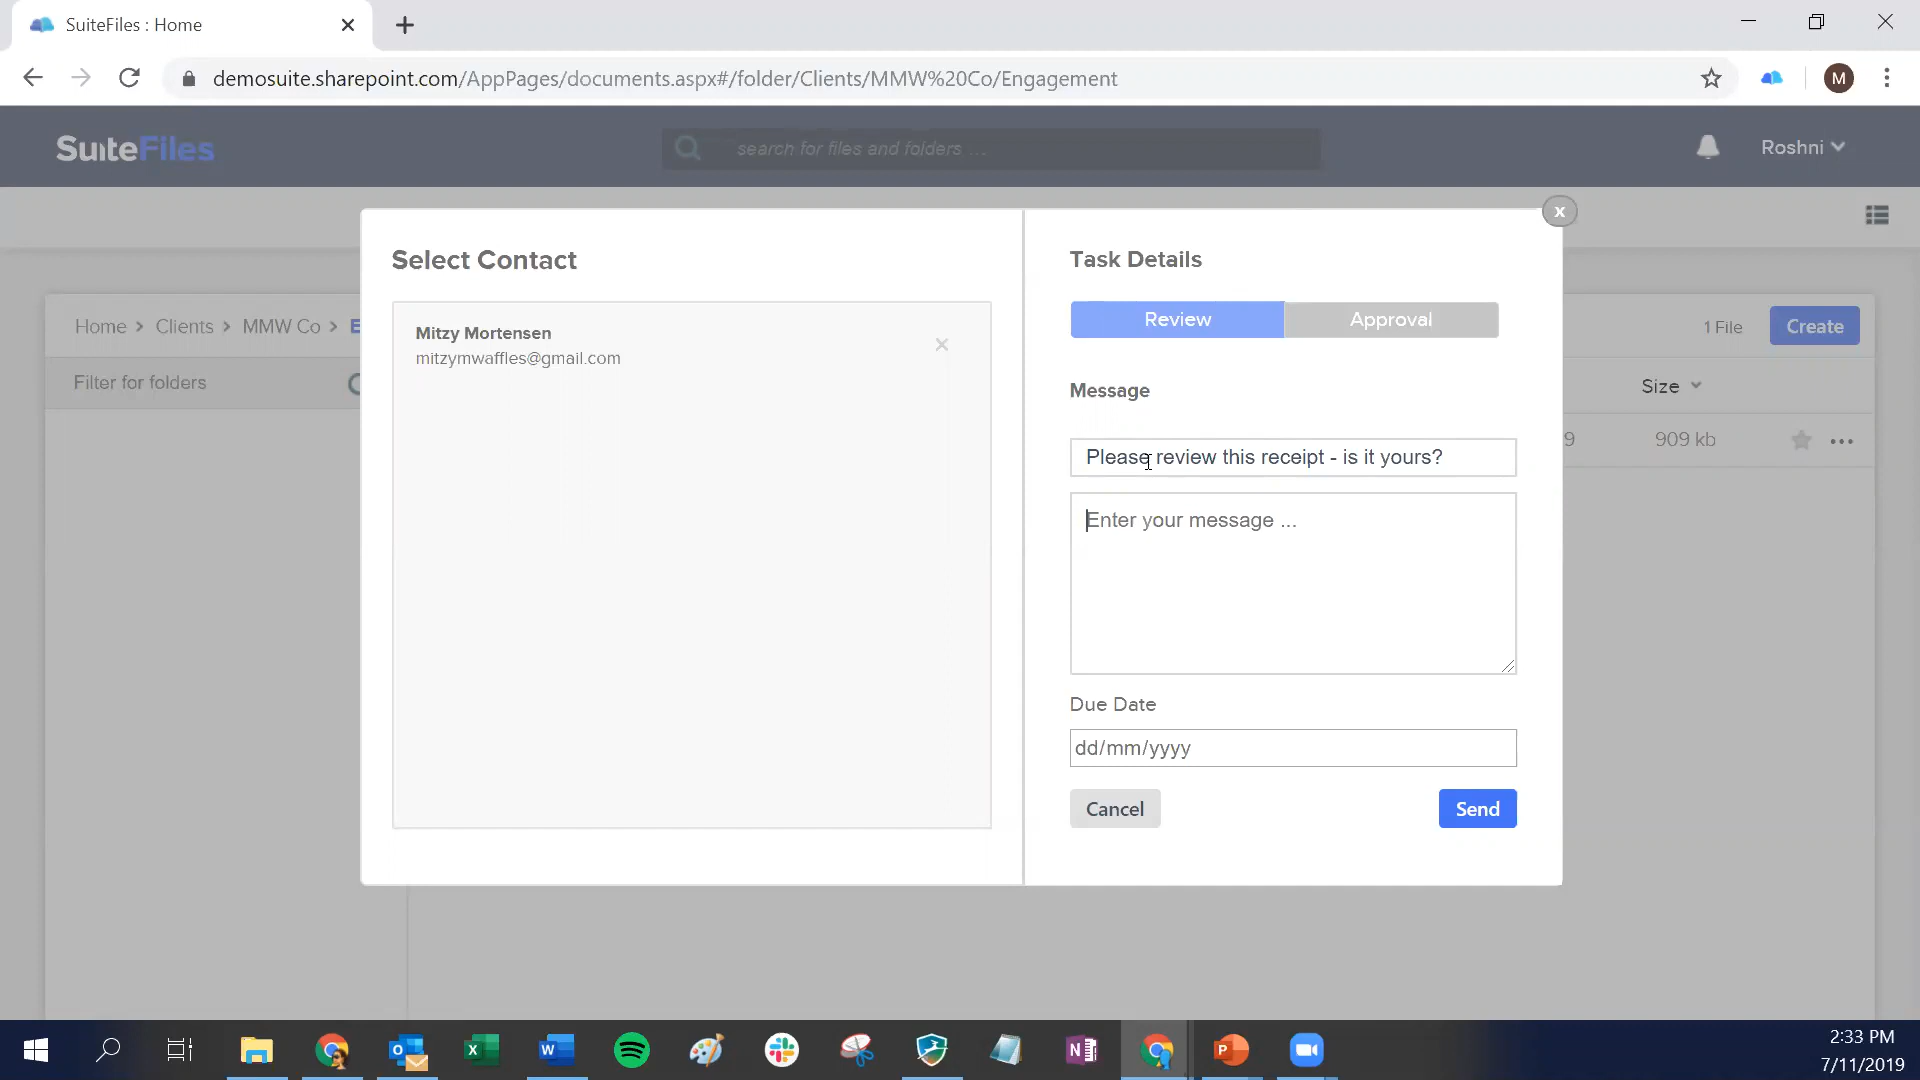 SuiteFiles : Home
demosuite.sharepoint.com/AppPages/documents.aspx#/folder/Clients/MMW%20Co/Engagement
M
SuiteFiles
search for files and folders ...
Roshni
x
Select Contact
Task Details
Mitzy Mortensen
mitzymwaffles@gmail.com
Review
Approval
Home > Clients > MMW Co > E
1 File
Create
Filter for folders
Size
Message
9
909 kb
Please review this receipt - is it yours?
Enter your message ...
Due Date
dd/mm/yyyy
Cancel
Send
2:33 PM
7/11/2019